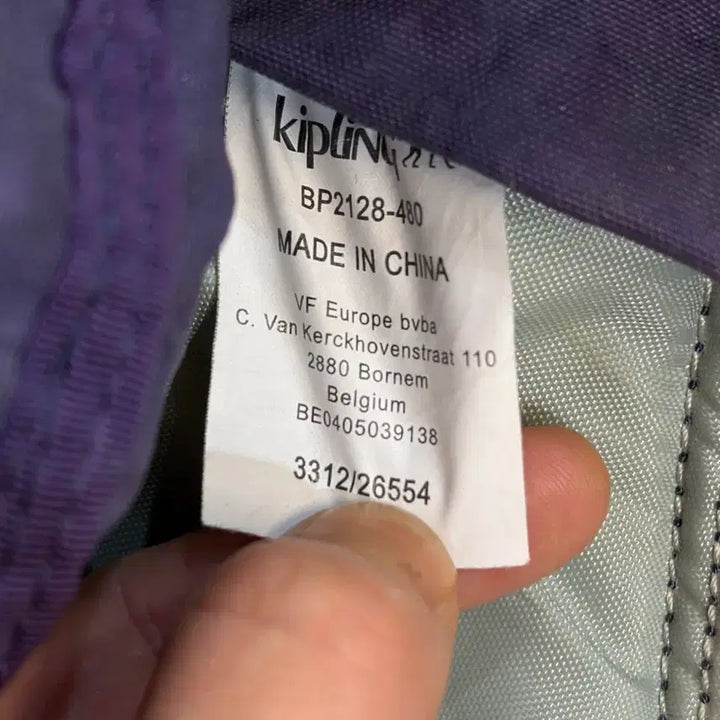 kipling
BP2128-480
MADE IN CHINA
VF Europe bvba
C. Van Kerckhovenstraat 110
2880 Bornem
Belgium
BE0405039138
3312/26554